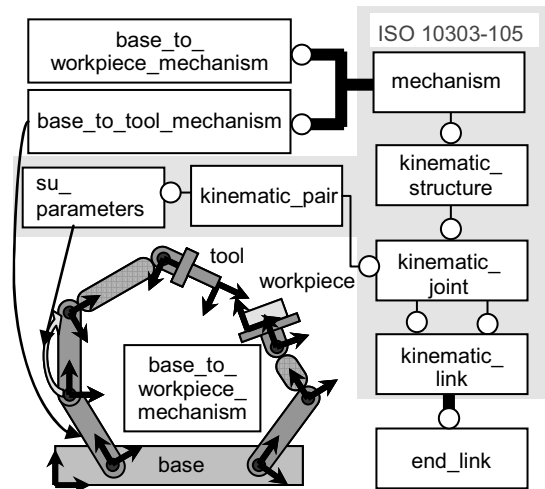 ISO 10303-105
base_to_
workpiece_mechanism
mechanism
base_to_tool_mechanism
kinematic_
structure
su_
parameters
kinematic_pair
kinematic_
joint
tool
workpiece
base_to_
workpiece_
mechanism
kinematic_
link
base
end_link